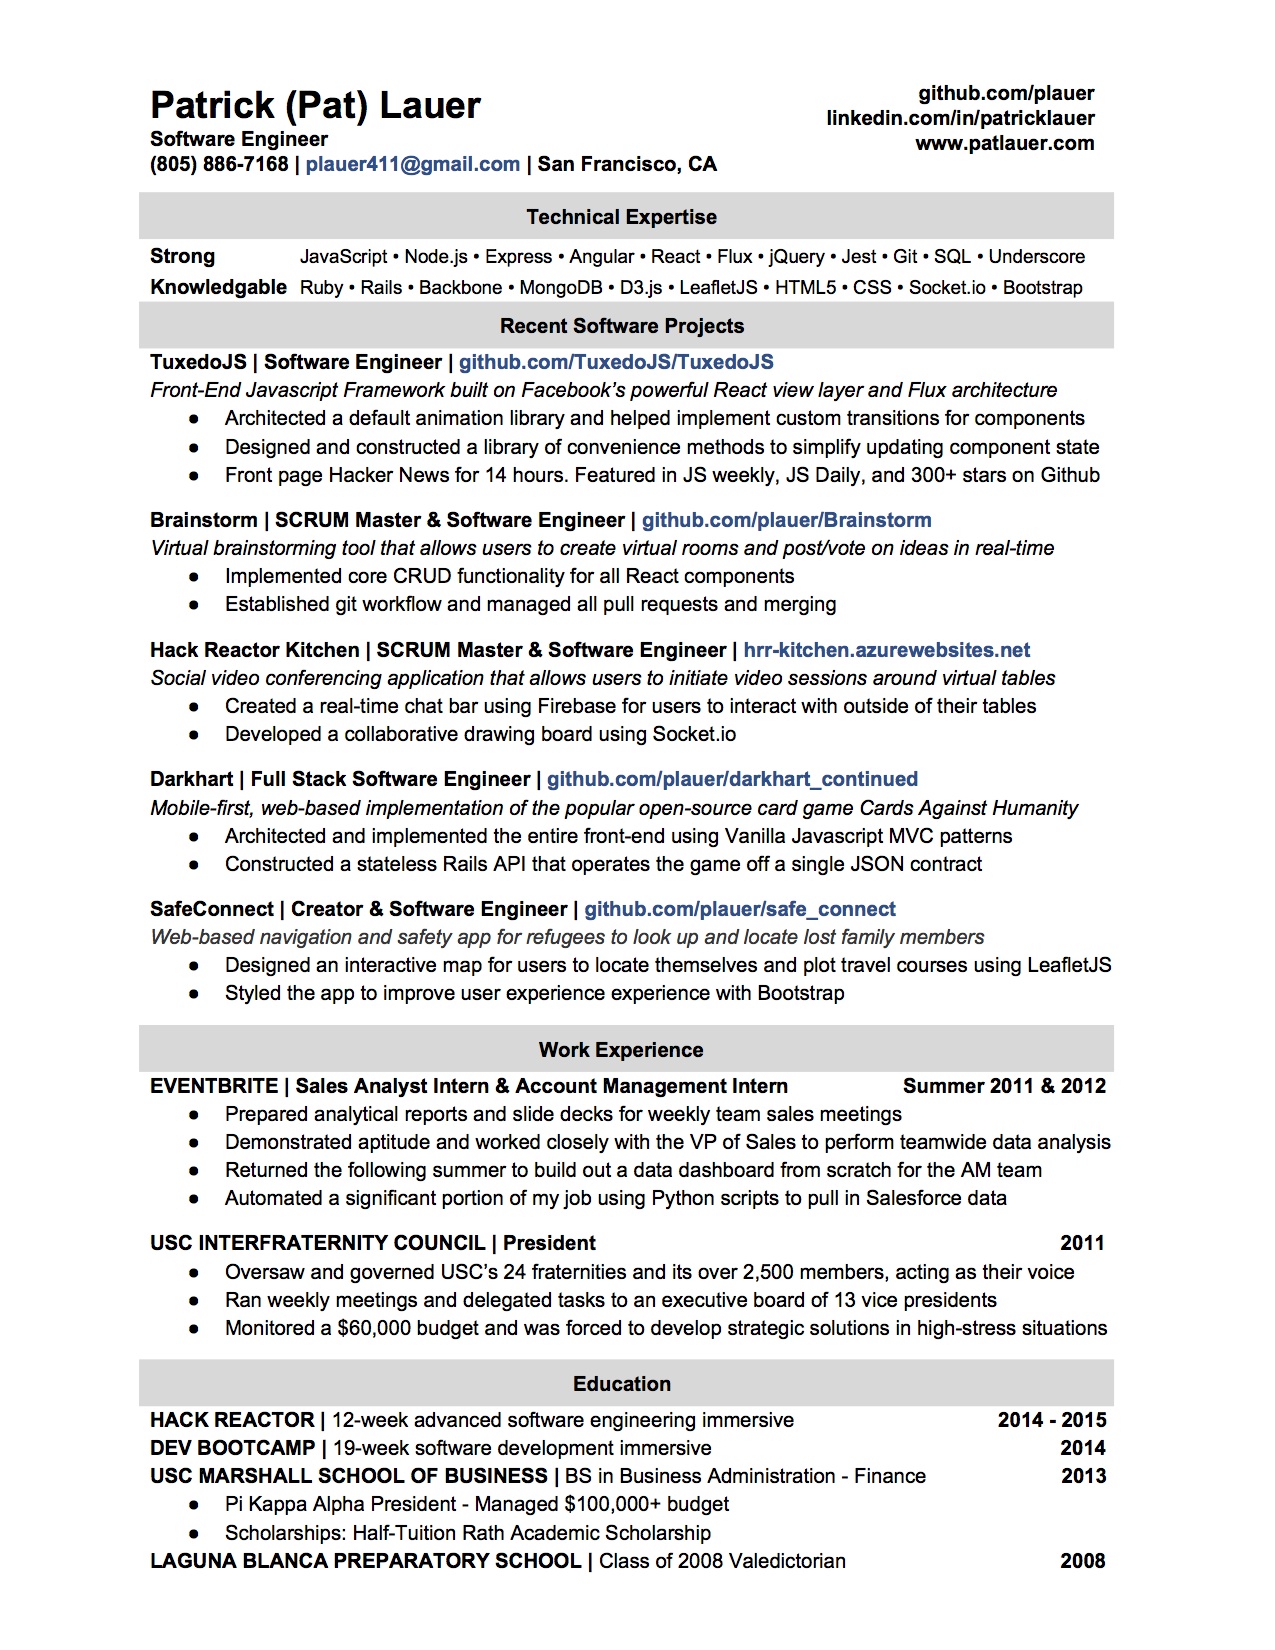 Patrick (Pat) Lauer
Software Engineer
(805) 886-7168 | plauer411@gmail.com | San Francisco, CA
github.com/plauer
linkedin.com/in/patricklauer
www.patlauer.com
Technical Expertise
Strong JavaScript • Node.js • Express • Angular • React • Flux • jQuery • Jest • Git • SQL • Underscore
Knowledgable Ruby • Rails • Backbone • MongoDB • D3.js • LeafletJS • HTML5 • CSS • Socket.io • Bootstrap
Recent Software Projects
TuxedoJS | Software Engineer | github.com/TuxedoJS/TuxedoJS
Front-End Javascript Framework built on Facebook's powerful React view layer and Flux architecture
● Architected a default animation library and helped implement custom transitions for components
● Designed and constructed a library of convenience methods to simplify updating component state
● Front page Hacker News for 14 hours. Featured in JS weekly, JS Daily, and 300+ stars on Github
Brainstorm | SCRUM Master & Software Engineer | github.com/plauer/Brainstorm
Virtual brainstorming tool that allows users to create virtual rooms and post/vote on ideas in real-time
● Implemented core CRUD functionality for all React components
● Established git workflow and managed all pull requests and merging
Hack Reactor Kitchen | SCRUM Master & Software Engineer | hrr-kitchen.azurewebsites.net
Social video conferencing application that allows users to initiate video sessions around virtual tables
● Created a real-time chat bar using Firebase for users to interact with outside of their tables
● Developed a collaborative drawing board using Socket.io
Darkhart | Full Stack Software Engineer | github.com/plauer/darkhart_continued
Mobile-first, web-based implementation of the popular open-source card game Cards Against Humanity
● Architected and implemented the entire front-end using Vanilla Javascript MVC patterns
● Constructed a stateless Rails API that operates the game off a single JSON contract
SafeConnect | Creator & Software Engineer | github.com/plauer/safe_connect
Web-based navigation and safety app for refugees to look up and locate lost family members
● Designed an interactive map for users to locate themselves and plot travel courses using LeafletJS
● Styled the app to improve user experience experience with Bootstrap
Work Experience
EVENTBRITE | Sales Analyst Intern & Account Management Intern Summer 2011 & 2012
● Prepared analytical reports and slide decks for weekly team sales meetings
● Demonstrated aptitude and worked closely with the VP of Sales to perform teamwide data analysis
● Returned the following summer to build out a data dashboard from scratch for the AM team
● Automated a significant portion of my job using Python scripts to pull in Salesforce data
USC INTERFRATERNITY COUNCIL | President 2011
● Oversaw and governed USC's 24 fraternities and its over 2,500 members, acting as their voice
● Ran weekly meetings and delegated tasks to an executive board of 13 vice presidents
● Monitored a $60,000 budget and was forced to develop strategic solutions in high-stress situations
Education
HACK REACTOR | 12-week advanced software engineering immersive 2014 - 2015
DEV BOOTCAMP | 19-week software development immersive 2014
USC MARSHALL SCHOOL OF BUSINESS | BS in Business Administration - Finance 2013
● Pi Kappa Alpha President - Managed $100,000+ budget
● Scholarships: Half-Tuition Rath Academic Scholarship
LAGUNA BLANCA PREPARATORY SCHOOL | Class of 2008 Valedictorian 2008